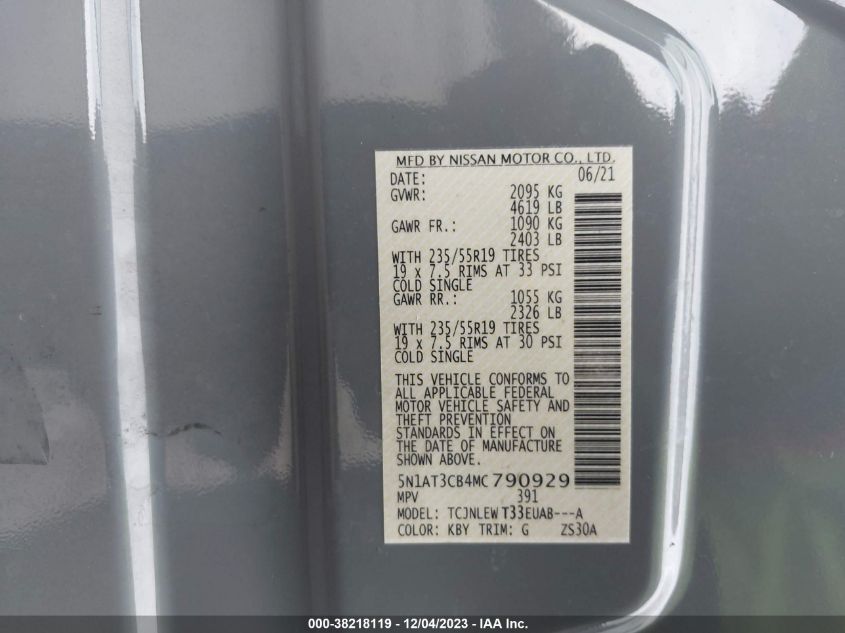 MFD BY NISSAN MOTOR CO., LTD.
DATE: 06/21
GVWR: 2095 KG
4619 LB
GAWR FR.: 1090 KG
2403 LB
WITH 235/55R19 TIRES
19 x 7.5 RIMS AT 33 PSI
COLD SINGLE
GAWR RR.: 1055 KG
2326 LB
WITH 235/55R19 TIRES
19 x 7.5 RIMS AT 30 PSI
COLD SINGLE
THIS VEHICLE CONFORMS TO
ALL APPLICABLE FEDERAL
MOTOR VEHICLE SAFETY AND
THEFT PREVENTION
STANDARDS IN EFFECT ON
THE DATE OF MANUFACTURE
SHOWN ABOVE.
5N1AT3CB4MC790929
MPV 391
MODEL: TCJNLEW T33EUAB---A
COLOR: KBY TRIM: G ZS30A
000-38218119 - 12/04/2023 - IAA Inc.